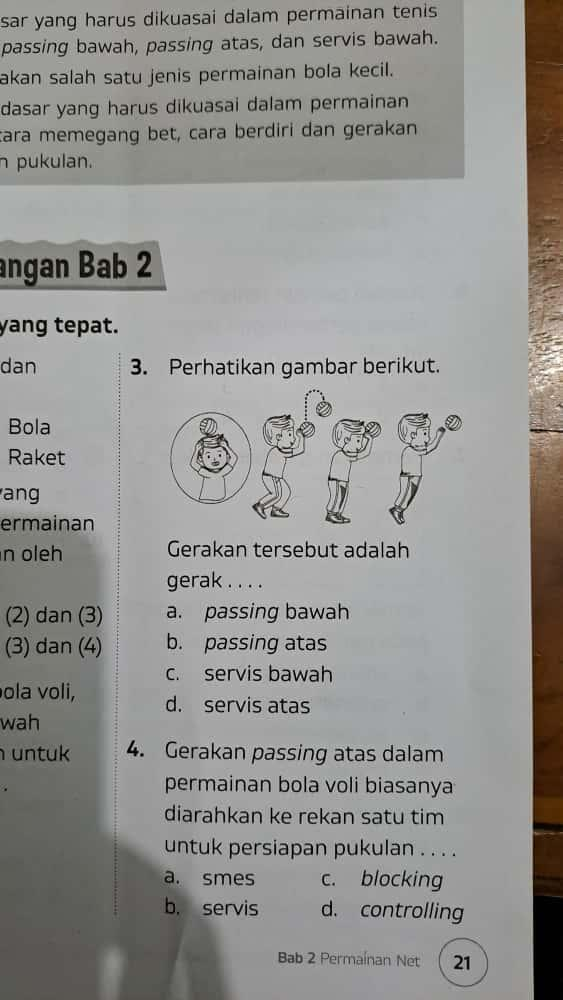 sar yang harus dikuasai dalam permainan tenis
passing bawah, passing atas, dan servis bawah.
akan salah satu jenis permainan bola kecil.
dasar yang harus dikuasai dalam permainan
cara memegang bet, cara berdiri dan gerakan
n pukulan.
angan Bab 2
yang tepat.
dan
Bola
Raket
yang
ermainan
n oleh
(2) dan (3)
(3) dan (4)
bola voli,
wah
n untuk
.
3. Perhatikan gambar berikut.
Gerakan tersebut adalah
gerak . . . .
a. passing bawah
b. passing atas
c. servis bawah
d. servis atas
4. Gerakan passing atas dalam
permainan bola voli biasanya
diarahkan ke rekan satu tim
untuk persiapan pukulan . . . .
a. smes c. blocking
b. servis d. controlling
Bab 2 Permainan Net 21